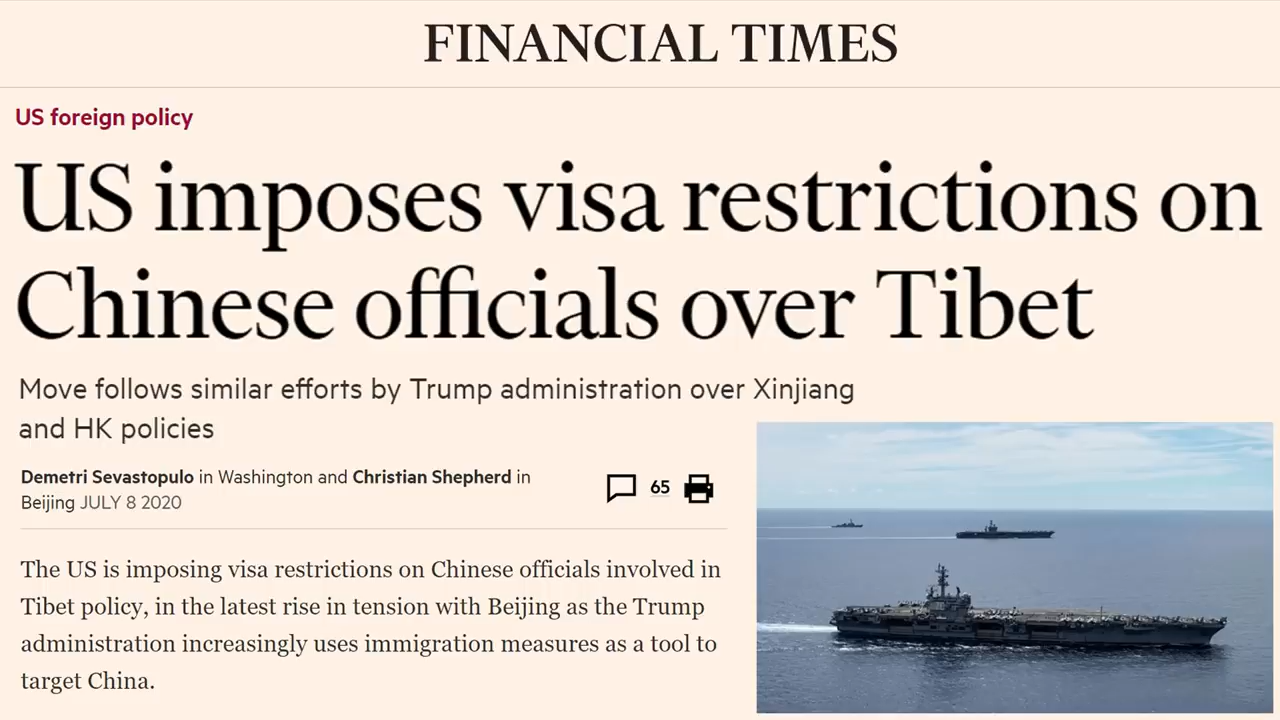 FINANCIAL TIMES
US foreign policy
US imposes visa restrictions on
Chinese officials over Tibet
Move follows similar efforts by Trump administration over Xinjiang
and HK policies
Demetri Sevastopulo in Washington and Christian Shepherd in
Beijing JULY 8 2020
65
The US is imposing visa restrictions on Chinese officials involved in
Tibet policy, in the latest rise in tension with Beijing as the Trump
administration increasingly uses immigration measures as a tool to
target China.